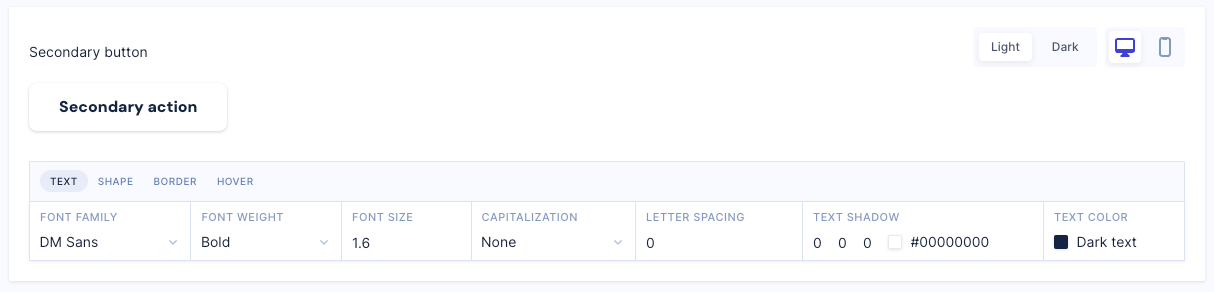 Secondary button
Light Dark
Secondary action
TEXT SHAPE BORDER HOVER
FONT FAMILY FONT WEIGHT FONT SIZE CAPITALIZATION LETTER SPACING TEXT SHADOW TEXT COLOR
DM Sans Bold 1.6 None 0 0 0 0 #00000000 Dark text